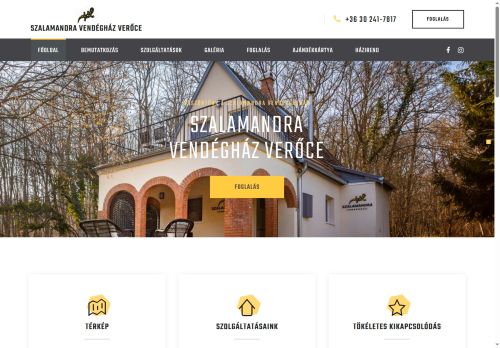 SZALAMANDRA VENDÉGHÁZ VERŐCE
+36 30 241-7817
FOGLALÁS
FŐOLDAL BEMUTATKOZÁS SZOLGÁLTATÁSOK GALÉRIA FOGLALÁS AJÁNDÉKKÁRTYA HÁZIREND
SZALAMANDRA
VENDÉGHÁZ VERŐCE
FOGLALÁS
SZALAMANDRA
TÉRKÉP
SZOLGÁLTATÁSAINK
TÖKÉLETES KIKAPCSOLÓDÁS